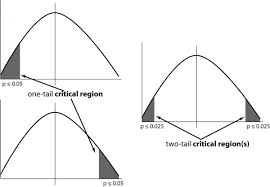 p ≤ 0.05
one-tail critical region
p ≤ 0.05
p ≤ 0.025
p ≤ 0.025
two-tail critical region(s)